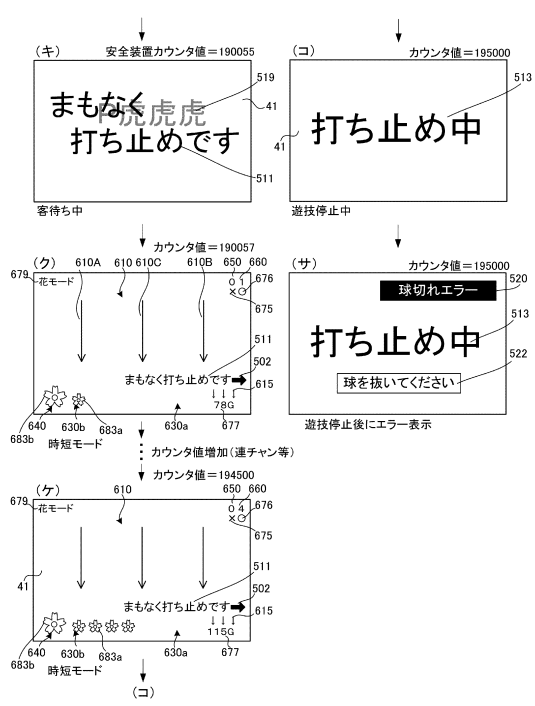 (キ)
安全装置カウンタ値＝190055
519
まもなく
P虎虎虎
41
打ち止めです
511
客待ち中
カウンタ値＝190057
(ク)
679
610A
610
610C
610B
650
660
花モード
0 1
676
×○
675
511
502
まもなく打ち止めです
615
78G
683b
640
630b
683a
630a
677
時短モード
カウンタ値増加（連チャン等）
カウンタ値＝194500
(ケ)
610
650
660
679
花モード
0 4
676
×○
675
41
511
502
まもなく打ち止めです
615
115G
683b
640
630b
683a
630a
677
時短モード
(コ)
(コ)
カウンタ値＝195000
513
打ち止め中
41
遊技停止中
(サ)
カウンタ値＝195000
520
球切れエラー
513
打ち止め中
522
球を抜いてください
遊技停止後にエラー表示